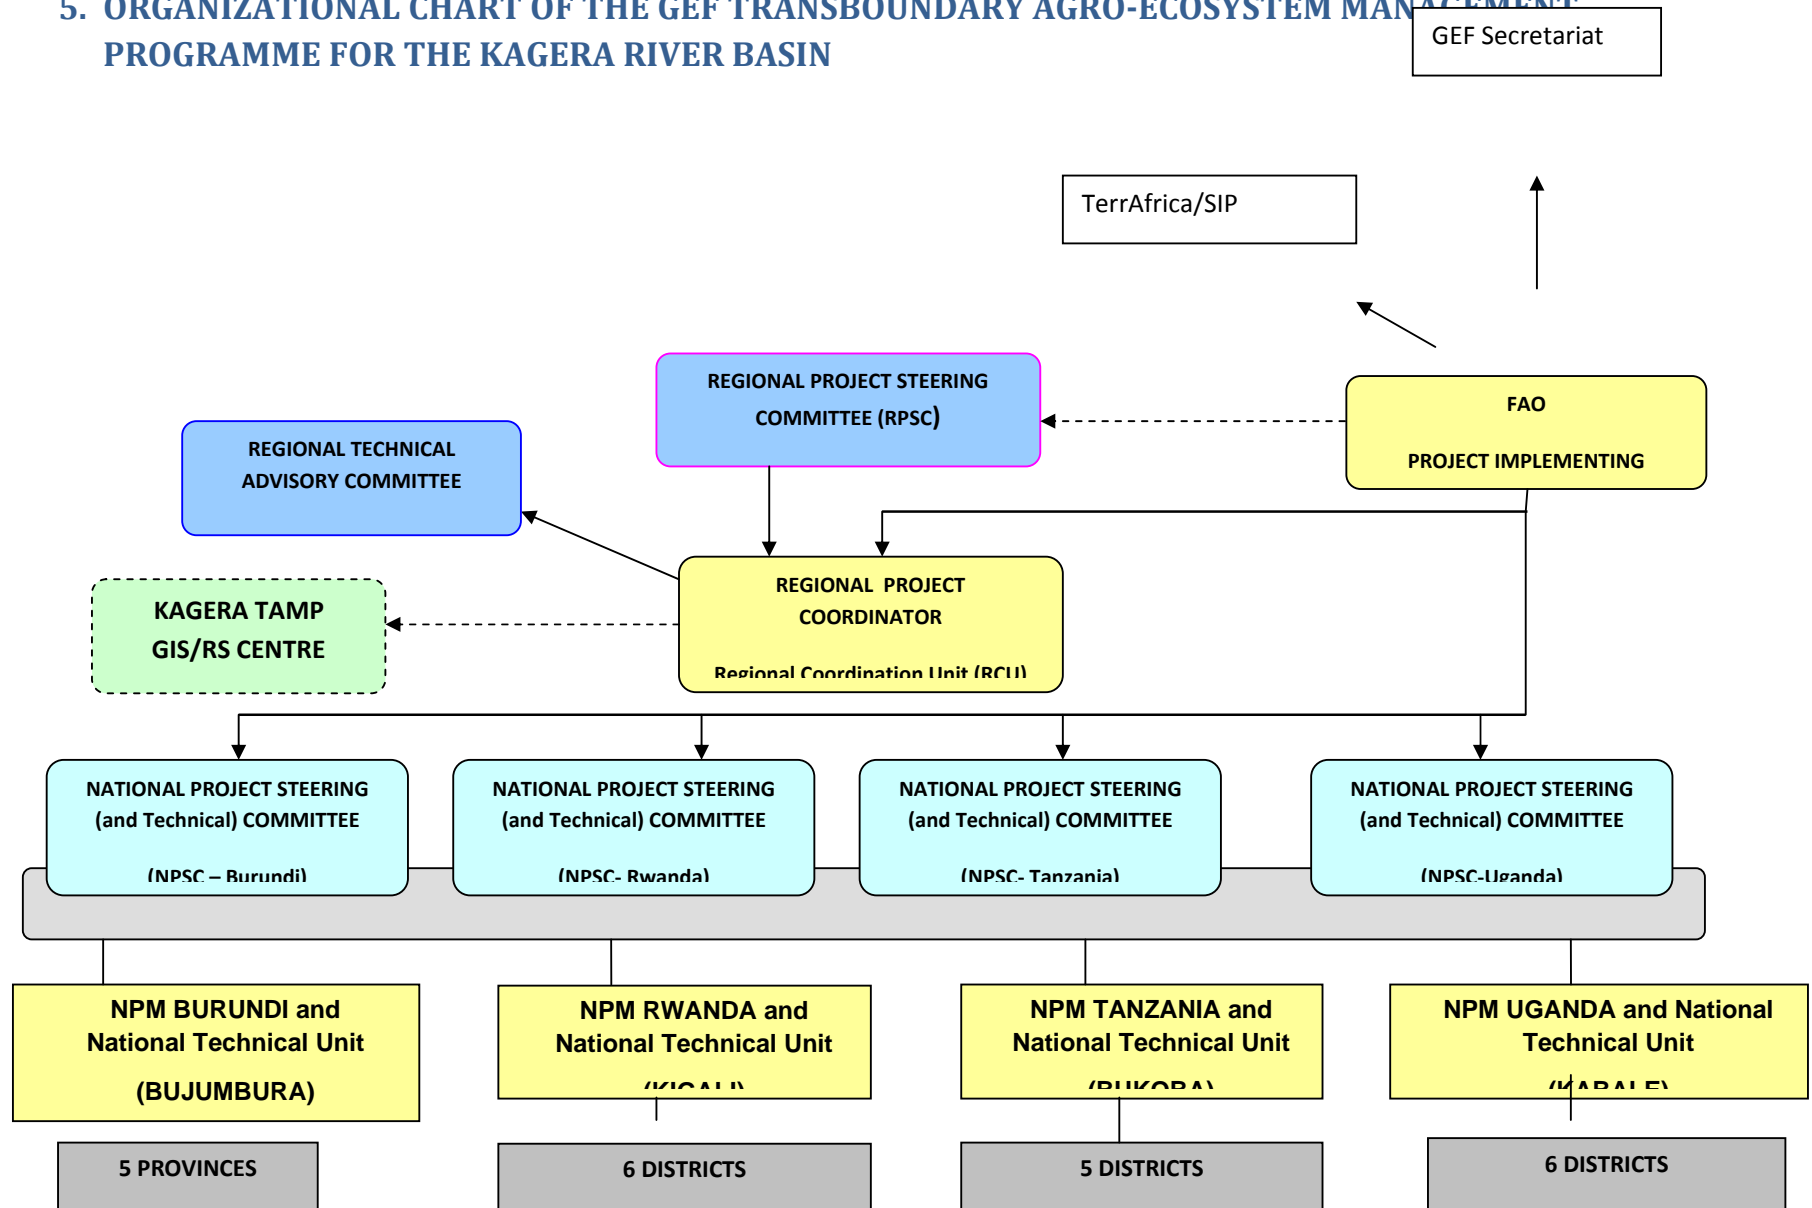 5. ORGANIZATIONAL CHART OF THE GEF TRANSBOUNDARY AGRO-ECOSYSTEM MANAGEMENT
PROGRAMME FOR THE KAGERA RIVER BASIN
GEF Secretariat
TerrAfrica/SIP
REGIONAL PROJECT STEERING
COMMITTEE (RPSC)
FAO
PROJECT IMPLEMENTING
REGIONAL TECHNICAL
ADVISORY COMMITTEE
REGIONAL PROJECT
COORDINATOR
Regional Coordination Unit (RCU)
KAGERA TAMP
GIS/RS CENTRE
NATIONAL PROJECT STEERING
(and Technical) COMMITTEE
(NPSC – Burundi)
NATIONAL PROJECT STEERING
(and Technical) COMMITTEE
(NPSC- Rwanda)
NATIONAL PROJECT STEERING
(and Technical) COMMITTEE
(NPSC- Tanzania)
NATIONAL PROJECT STEERING
(and Technical) COMMITTEE
(NPSC-Uganda)
NPM BURUNDI and
National Technical Unit
(BUJUMBURA)
NPM RWANDA and
National Technical Unit
(KIGALI)
NPM TANZANIA and
National Technical Unit
(BUKOBA)
NPM UGANDA and National
Technical Unit
(KABALE)
5 PROVINCES
6 DISTRICTS
5 DISTRICTS
6 DISTRICTS